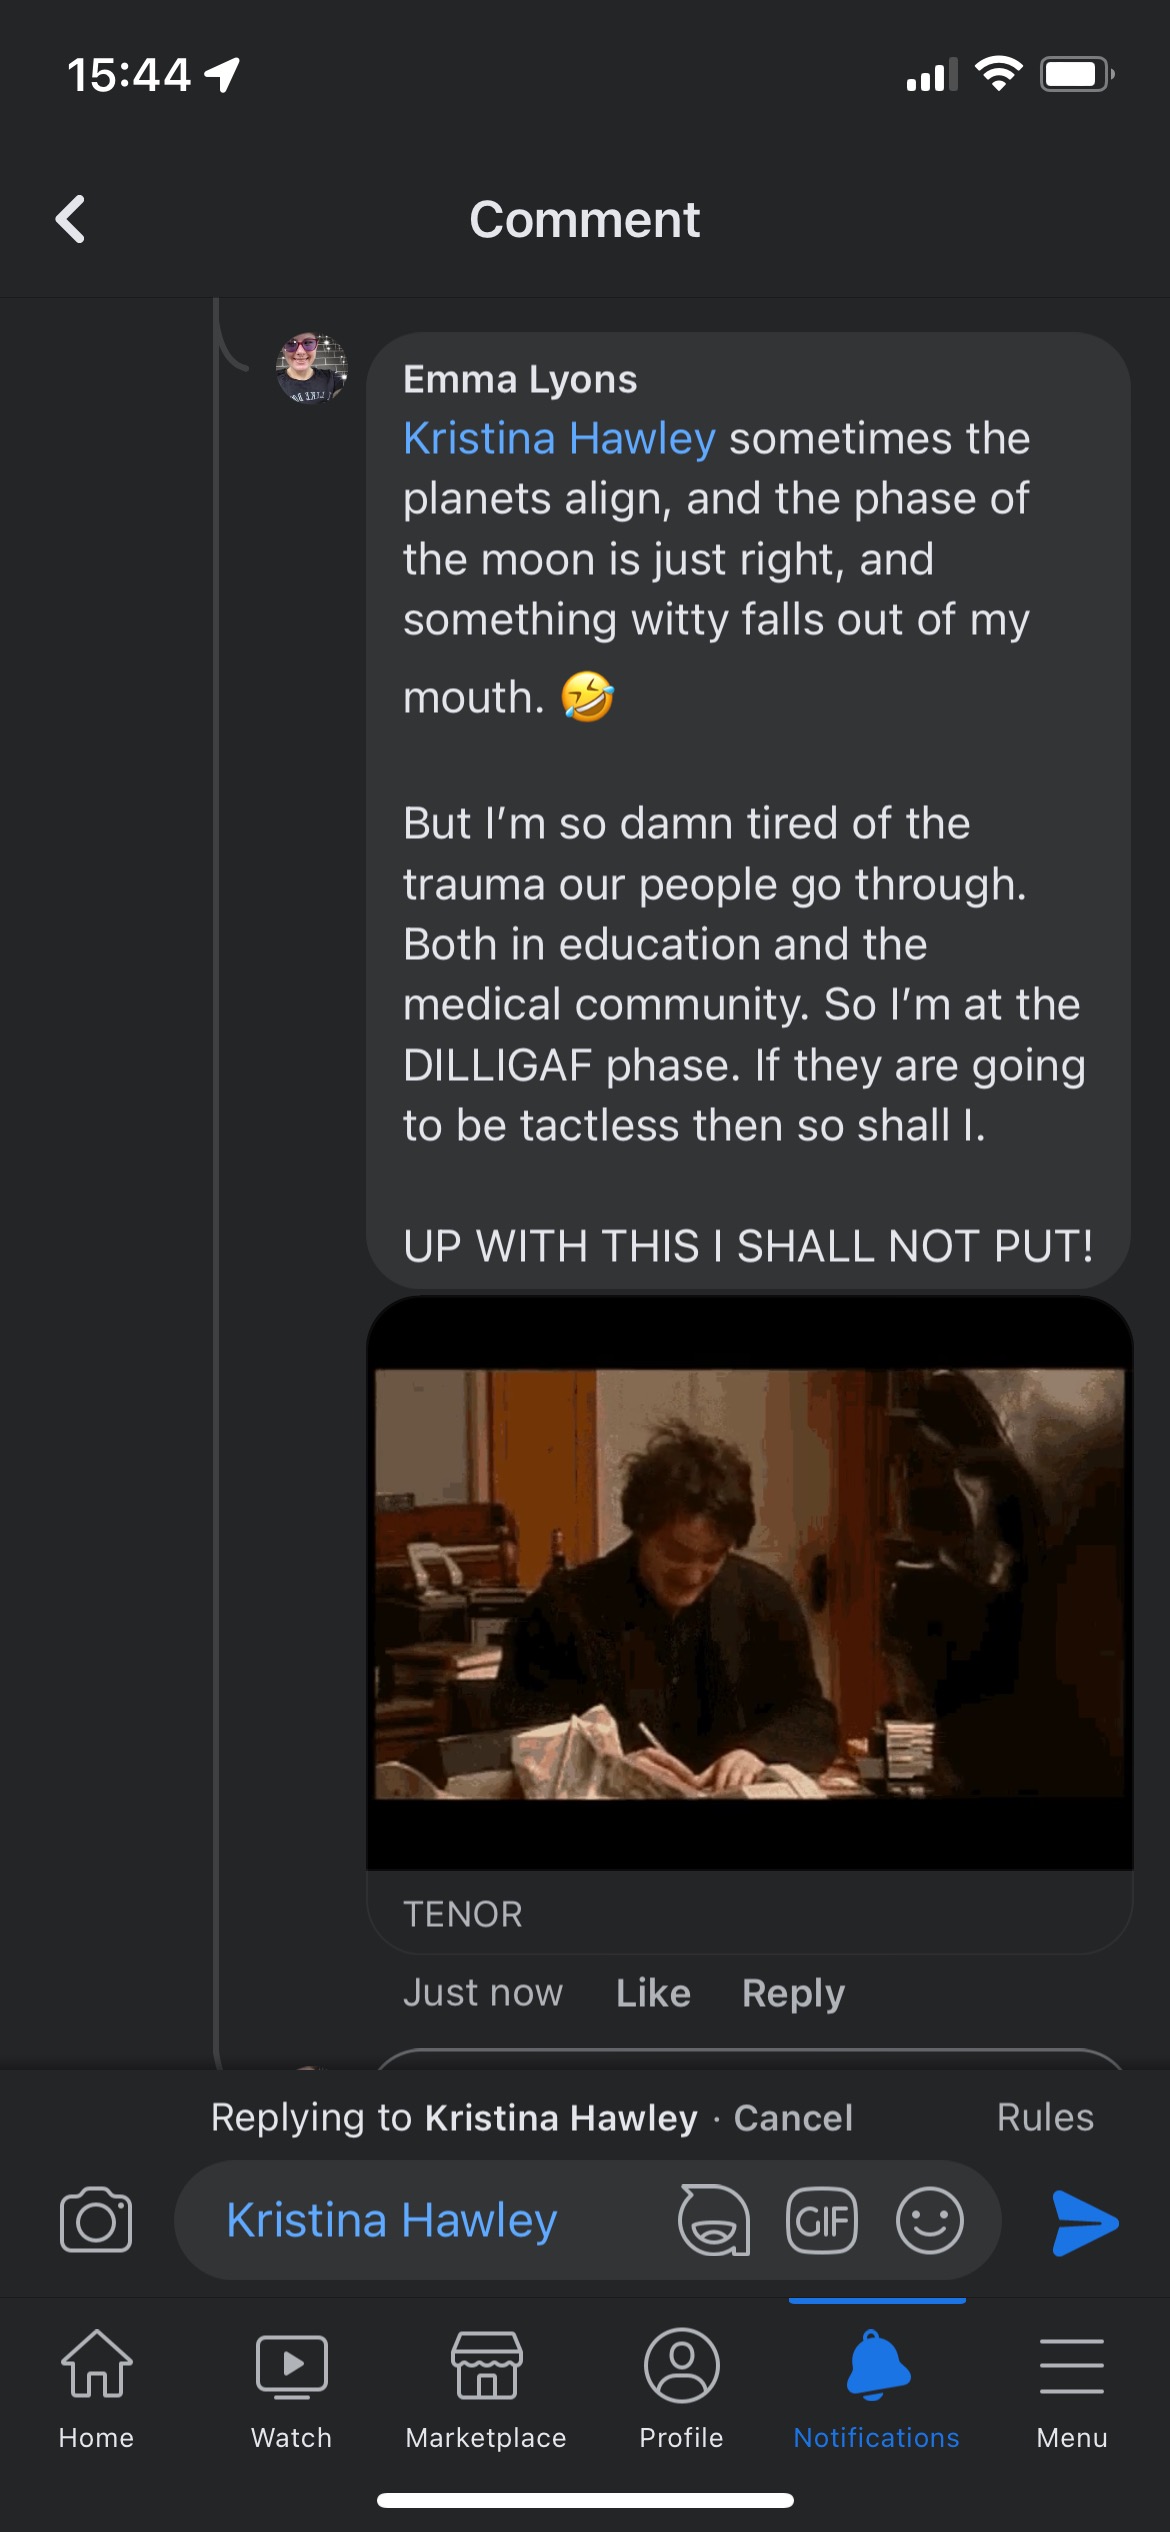 15:44
Comment
Emma Lyons
Kristina Hawley sometimes the
planets align, and the phase of
the moon is just right, and
something witty falls out of my
mouth. 🤣
But I’m so damn tired of the
trauma our people go through.
Both in education and the
medical community. So I’m at the
DILLIGAF phase. If they are going
to be tactless then so shall I.
UP WITH THIS I SHALL NOT PUT!
TENOR
Just now Like Reply
Replying to Kristina Hawley · Cancel Rules
Kristina Hawley GIF
Home Watch Marketplace Profile Notifications Menu